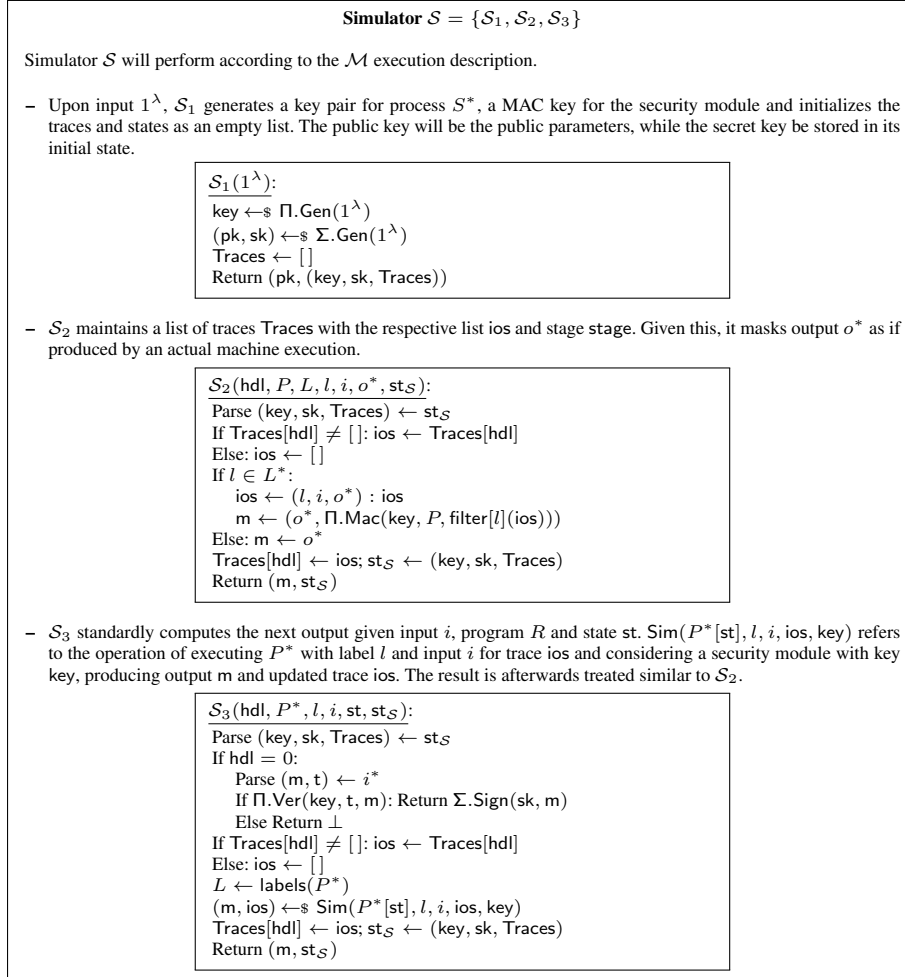 Simulator 𝒮 = {𝒮₁, 𝒮₂, 𝒮₃}
Simulator 𝒮 will perform according to the ℳ execution description.
– Upon input 1^λ, 𝒮₁ generates a key pair for process S*, a MAC key for the security module and initializes the
traces and states as an empty list. The public key will be the public parameters, while the secret key be stored in its
initial state.
𝒮₁(1^λ):
key ←$ Π.Gen(1^λ)
(pk, sk) ←$ Σ.Gen(1^λ)
Traces ← [ ]
Return (pk, (key, sk, Traces))
– 𝒮₂ maintains a list of traces Traces with the respective list ios and stage stage. Given this, it masks output o* as if
produced by an actual machine execution.
𝒮₂(hdl, P, L, l, i, o*, st_𝒮):
Parse (key, sk, Traces) ← st_𝒮
If Traces[hdl] ≠ [ ]: ios ← Traces[hdl]
Else: ios ← [ ]
If l ∈ L*:
ios ← (l, i, o*) : ios
m ← (o*, Π.Mac(key, P, filter[l](ios)))
Else: m ← o*
Traces[hdl] ← ios; st_𝒮 ← (key, sk, Traces)
Return (m, st_𝒮)
– 𝒮₃ standardly computes the next output given input i, program R and state st. Sim(P*[st], l, i, ios, key) refers
to the operation of executing P* with label l and input i for trace ios and considering a security module with key
key, producing output m and updated trace ios. The result is afterwards treated similar to 𝒮₂.
𝒮₃(hdl, P*, l, i, st, st_𝒮):
Parse (key, sk, Traces) ← st_𝒮
If hdl = 0:
Parse (m, t) ← i*
If Π.Ver(key, t, m): Return Σ.Sign(sk, m)
Else Return ⊥
If Traces[hdl] ≠ [ ]: ios ← Traces[hdl]
Else: ios ← [ ]
L ← labels(P*)
(m, ios) ←$ Sim(P*[st], l, i, ios, key)
Traces[hdl] ← ios; st_𝒮 ← (key, sk, Traces)
Return (m, st_𝒮)